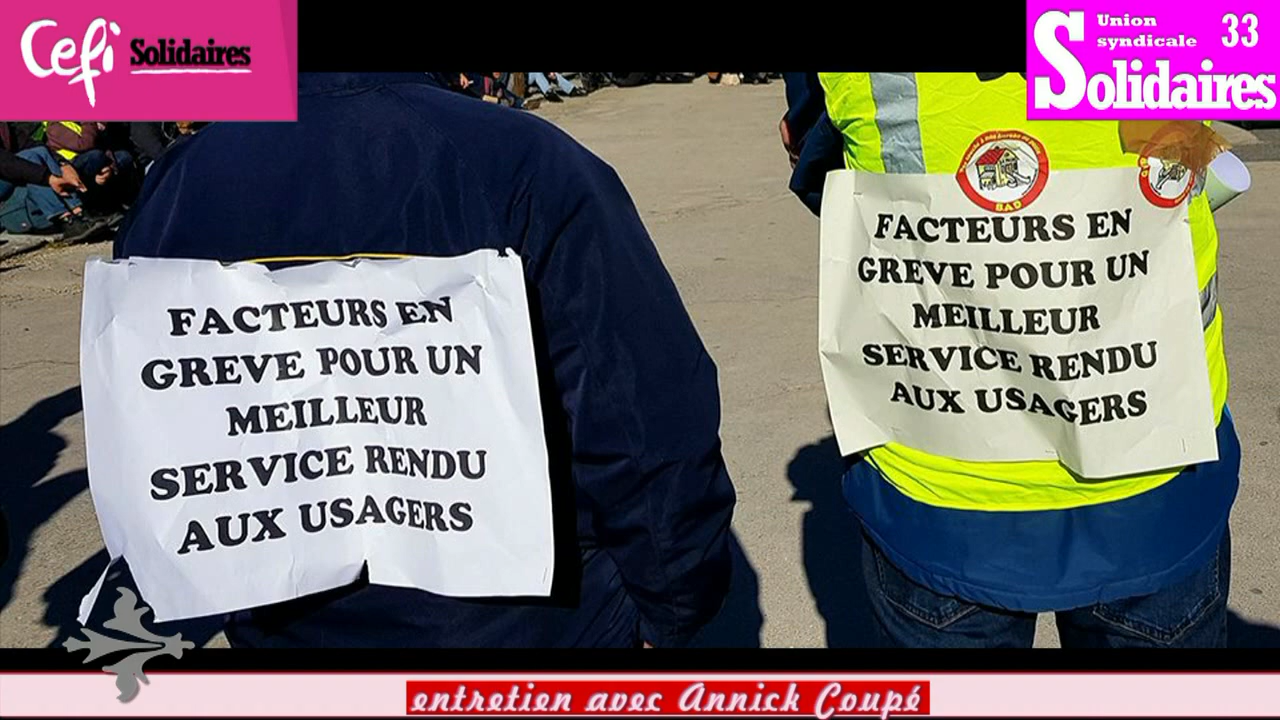 Cefi Solidaires
Union
syndicale 33
Solidaires
FACTEURS EN
GREVE POUR UN
MEILLEUR
SERVICE RENDU
AUX USAGERS
FACTEURS EN
GREVE POUR UN
MEILLEUR
SERVICE RENDU
AUX USAGERS
entretien avec Annick Coupé